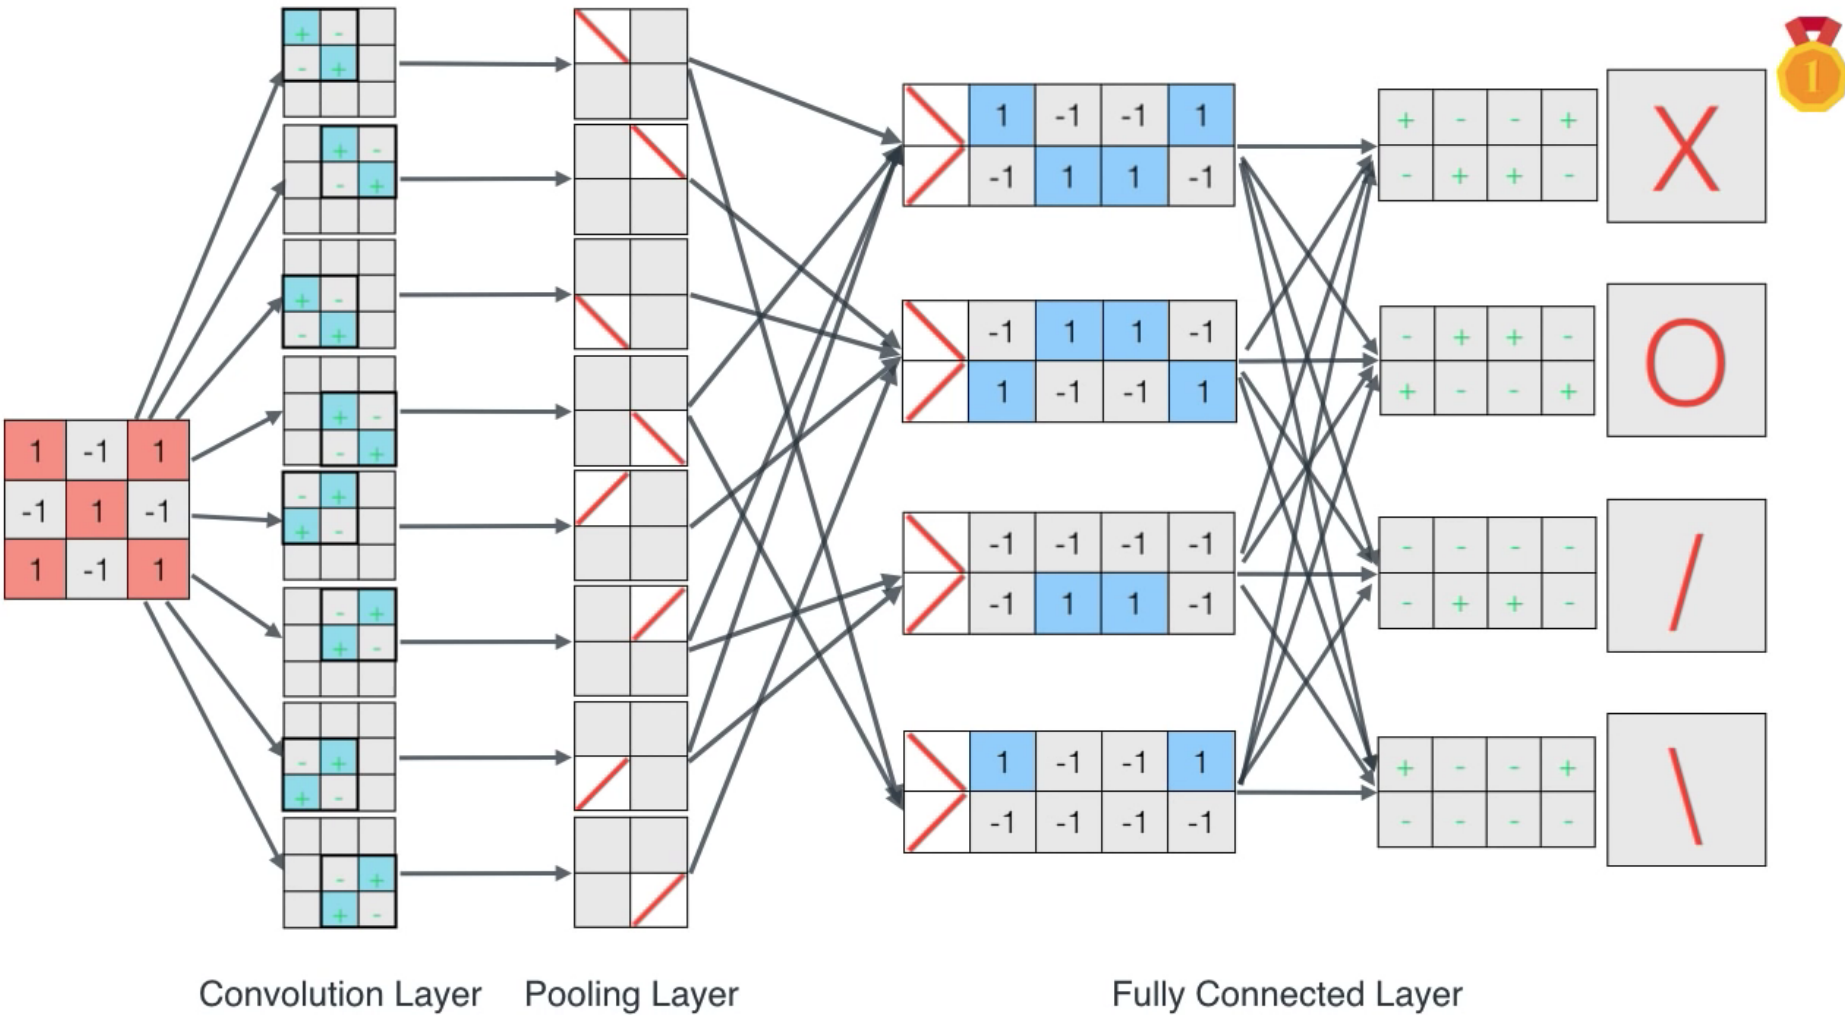 1 -1 1
-1 1 -1
1 -1 1
+ -
- +
+ -
- +
+ -
- +
+ -
- +
- +
+ -
- +
+ -
- +
+ -
- +
+ -
1 -1 -1 1
-1 1 1 -1
-1 1 1 -1
1 -1 -1 1
-1 -1 -1 -1
-1 1 1 -1
1 -1 -1 1
-1 -1 -1 -1
+ - - +
- + + -
X
1
- + + -
+ - - +
O
- - - -
- + + -
/
+ - - +
- - - -
\
Convolution Layer
Pooling Layer
Fully Connected Layer